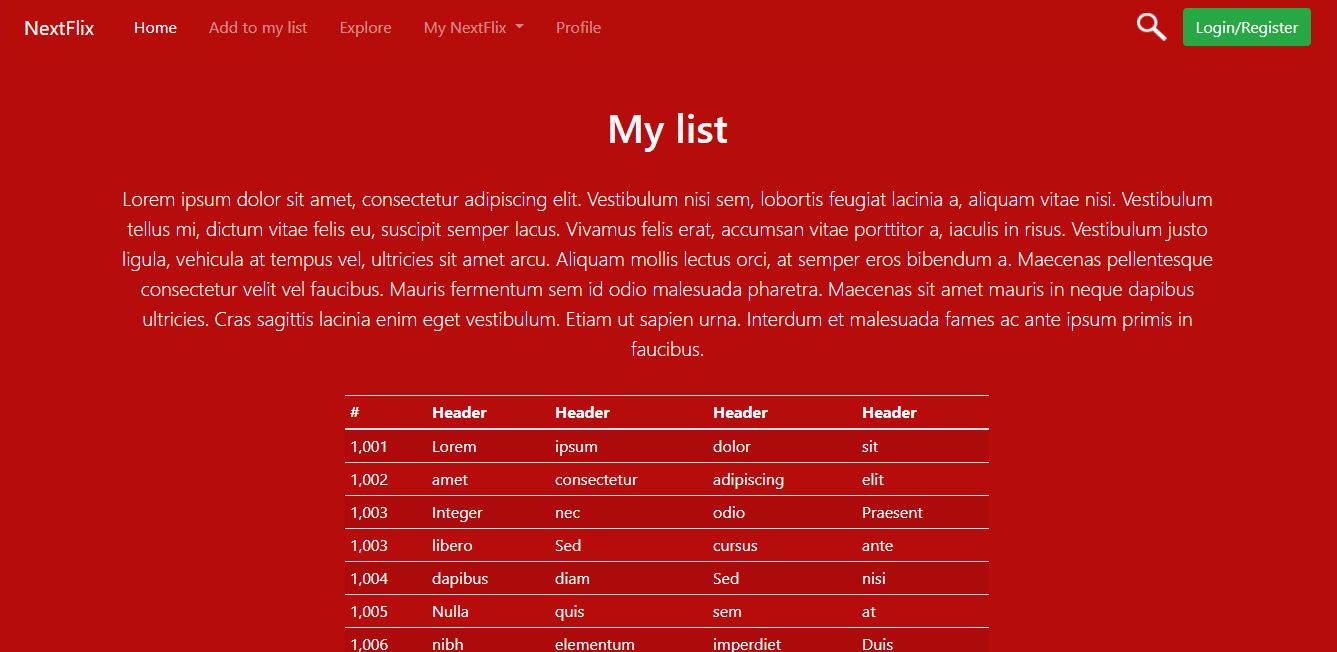 NextFlix Home Add to my list Explore My NextFlix Profile Login/Register
My list
Lorem ipsum dolor sit amet, consectetur adipiscing elit. Vestibulum nisi sem, lobortis feugiat lacinia a, aliquam vitae nisi. Vestibulum
tellus mi, dictum vitae felis eu, suscipit semper lacus. Vivamus felis erat, accumsan vitae porttitor a, iaculis in risus. Vestibulum justo
ligula, vehicula at tempus vel, ultricies sit amet arcu. Aliquam mollis lectus orci, at semper eros bibendum a. Maecenas pellentesque
consectetur velit vel faucibus. Mauris fermentum sem id odio malesuada pharetra. Maecenas sit amet mauris in neque dapibus
ultricies. Cras sagittis lacinia enim eget vestibulum. Etiam ut sapien urna. Interdum et malesuada fames ac ante ipsum primis in
faucibus.
# Header Header Header Header
1,001 Lorem ipsum dolor sit
1,002 amet consectetur adipiscing elit
1,003 Integer nec odio Praesent
1,003 libero Sed cursus ante
1,004 dapibus diam Sed nisi
1,005 Nulla quis sem at
1,006 nibh elementum imperdiet Duis